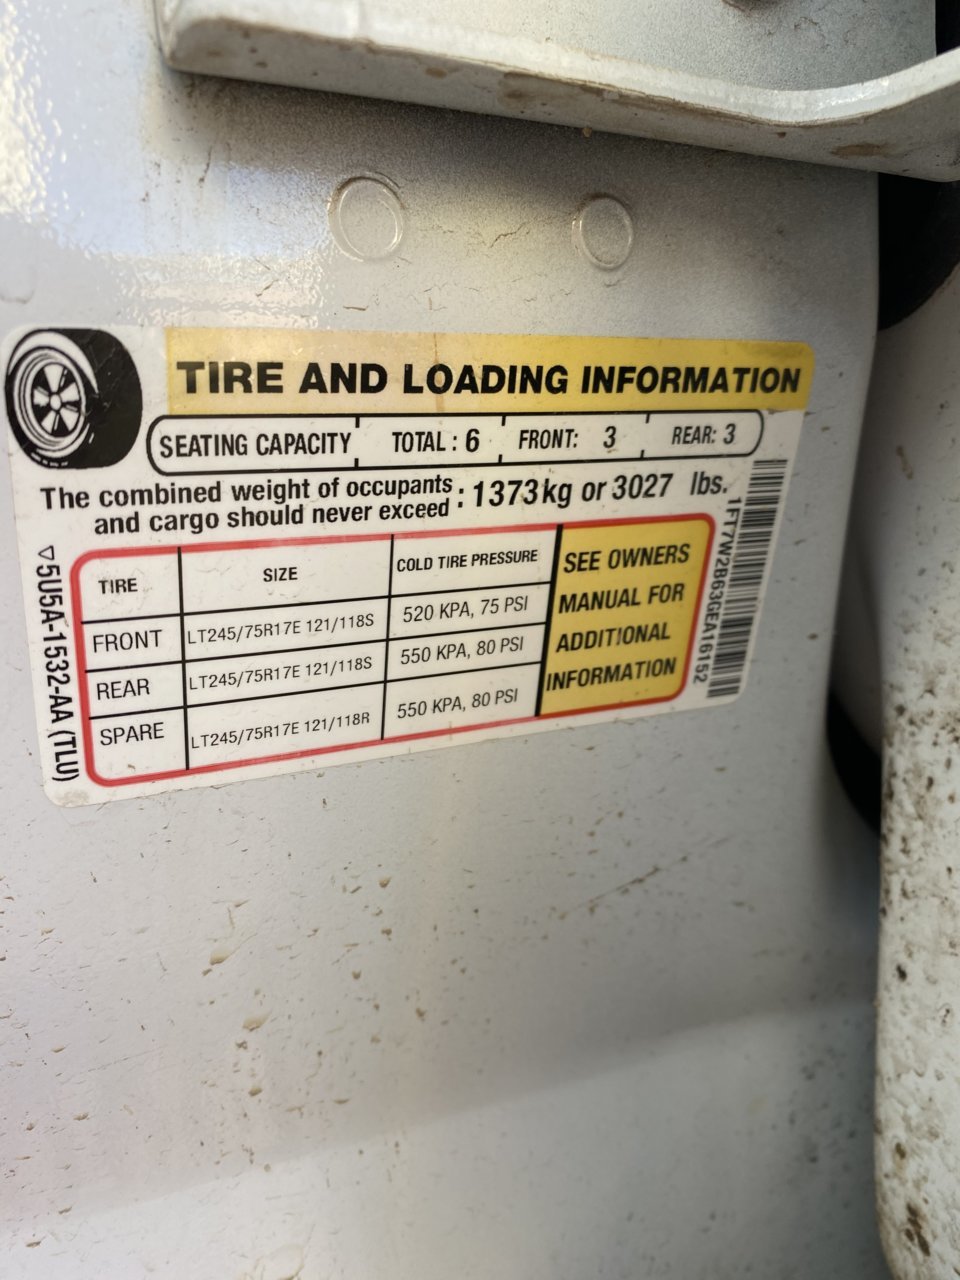 TIRE AND LOADING INFORMATION
SEATING CAPACITY TOTAL : 6 FRONT: 3 REAR: 3
The combined weight of occupants
and cargo should never exceed : 1373kg or 3027 lbs.
TIRE SIZE COLD TIRE PRESSURE
FRONT LT245/75R17E 121/118S 520 KPA, 75 PSI
REAR LT245/75R17E 121/118S 550 KPA, 80 PSI
SPARE LT245/75R17E 121/118R 550 KPA, 80 PSI
SEE OWNERS
MANUAL FOR
ADDITIONAL
INFORMATION
1FT7W2B63GEA16152
▽5U5A-1532-AA (TLU)